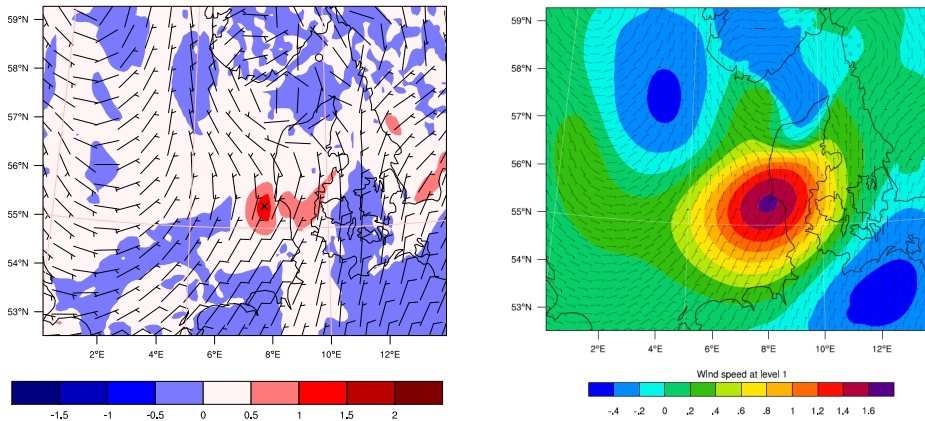 59°N
58°N
57°N
56°N
55°N
54°N
53°N
2°E 4°E 6°E 8°E 10°E 12°E
-1.5 -1 -0.5 0 0.5 1 1.5 2
59°N
58°N
57°N
56°N
55°N
54°N
53°N
2°E 4°E 6°E 8°E 10°E 12°E
Wind speed at level 1
-.4 -.2 0 .2 .4 .6 .8 1 1.2 1.4 1.6